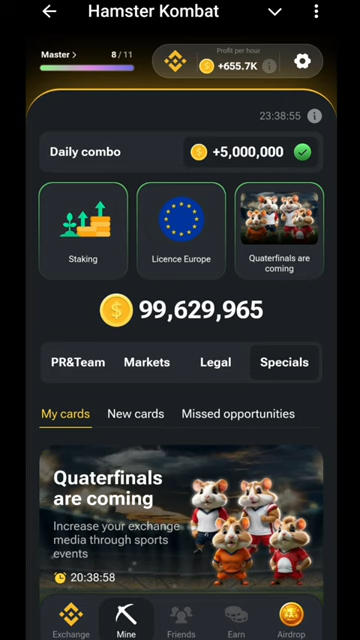 Hamster Kombat
Profit per hour
Master >
8 / 11
+655.7K
23:38:55
Daily combo
+5,000,000
Staking
Licence Europe
Quaterfinals are
coming
99,629,965
PR&Team
Markets
Legal
Specials
My cards
New cards
Missed opportunities
Quaterfinals
are coming
Increase your exchange
media through sports
events
20:38:58
Exchange
Mine
Friends
Earn
Airdrop